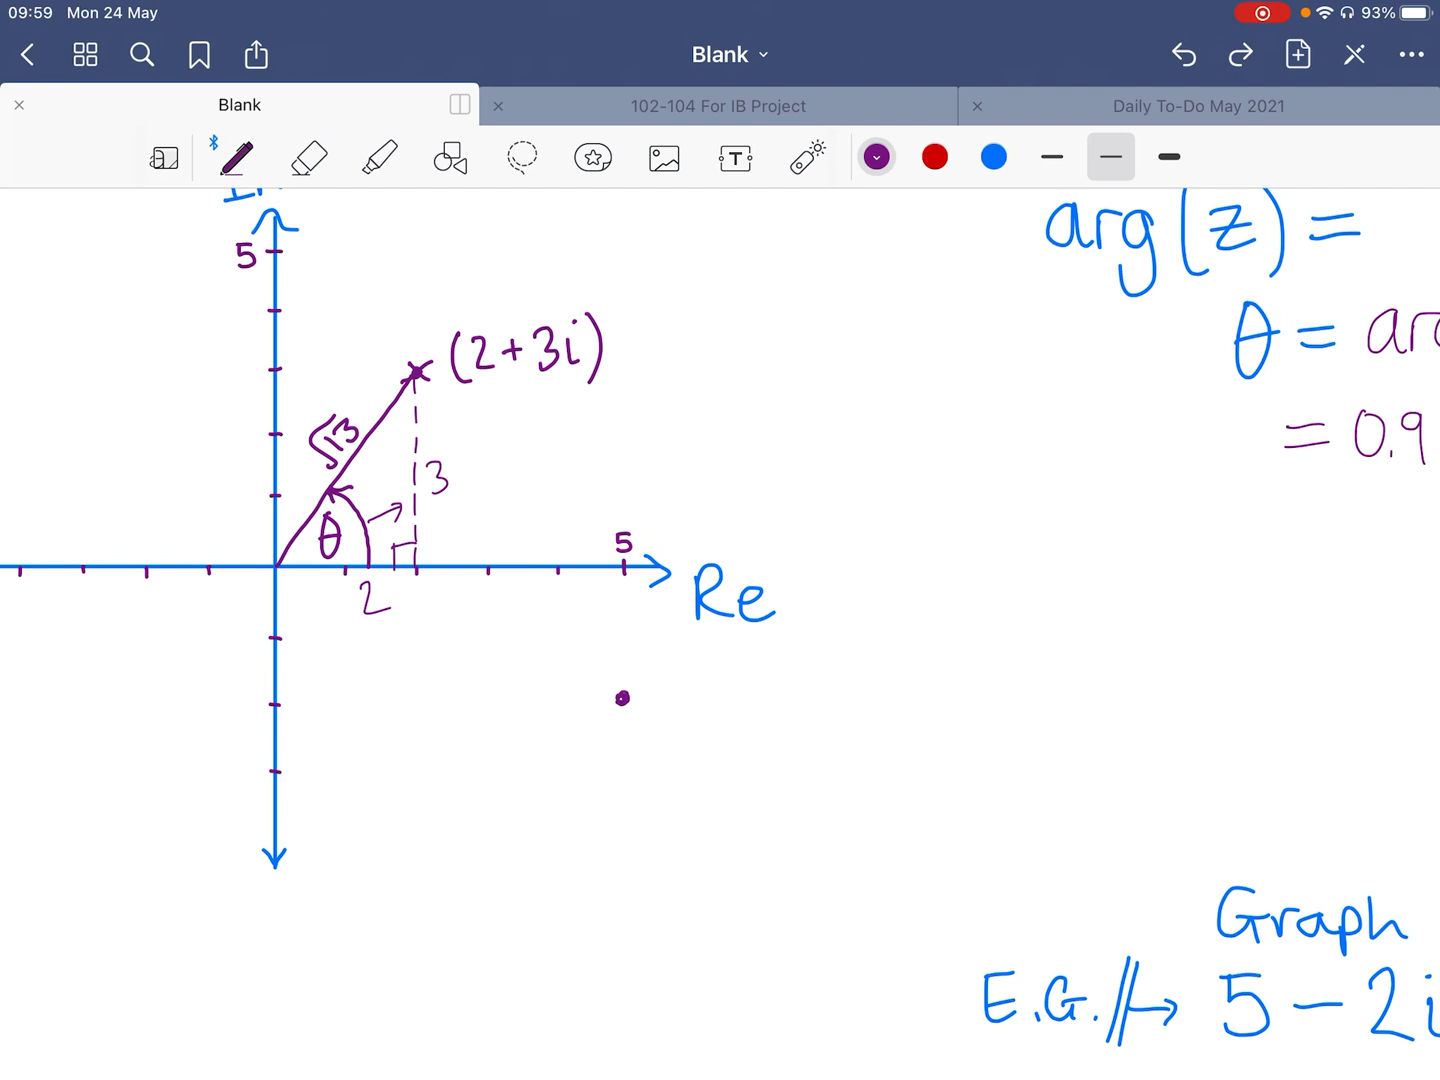 09:59 Mon 24 May
93%
Blank
Blank
102-104 For IB Project
Daily To-Do May 2021
T
5
arg(z) =
(2+3i)
θ =
√13
= 0.9
3
θ
5
2
Re
Graph
E.G. // → 5 - 2i